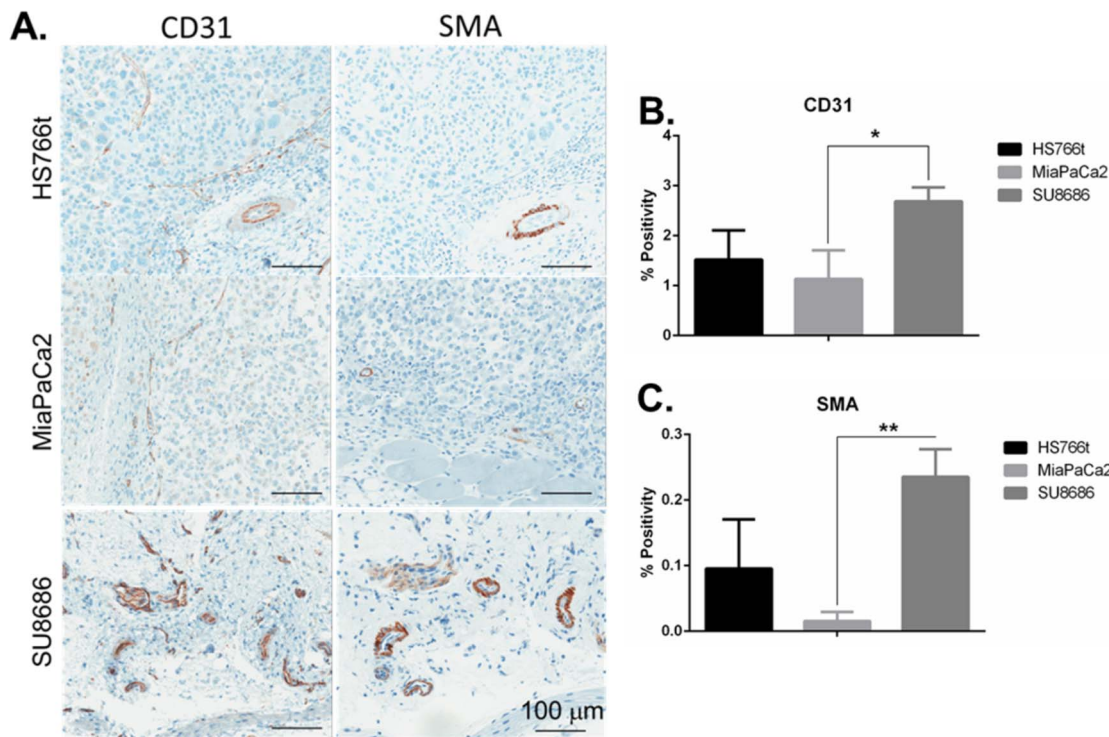 A.
CD31
SMA
HS766t
MiaPaCa2
SU8686
100 μm
B.
CD31
% Positivity
4
3
2
1
0
*
HS766t
MiaPaCa2
SU8686
C.
SMA
% Positivity
0.3
0.2
0.1
0.0
**
HS766t
MiaPaCa2
SU8686